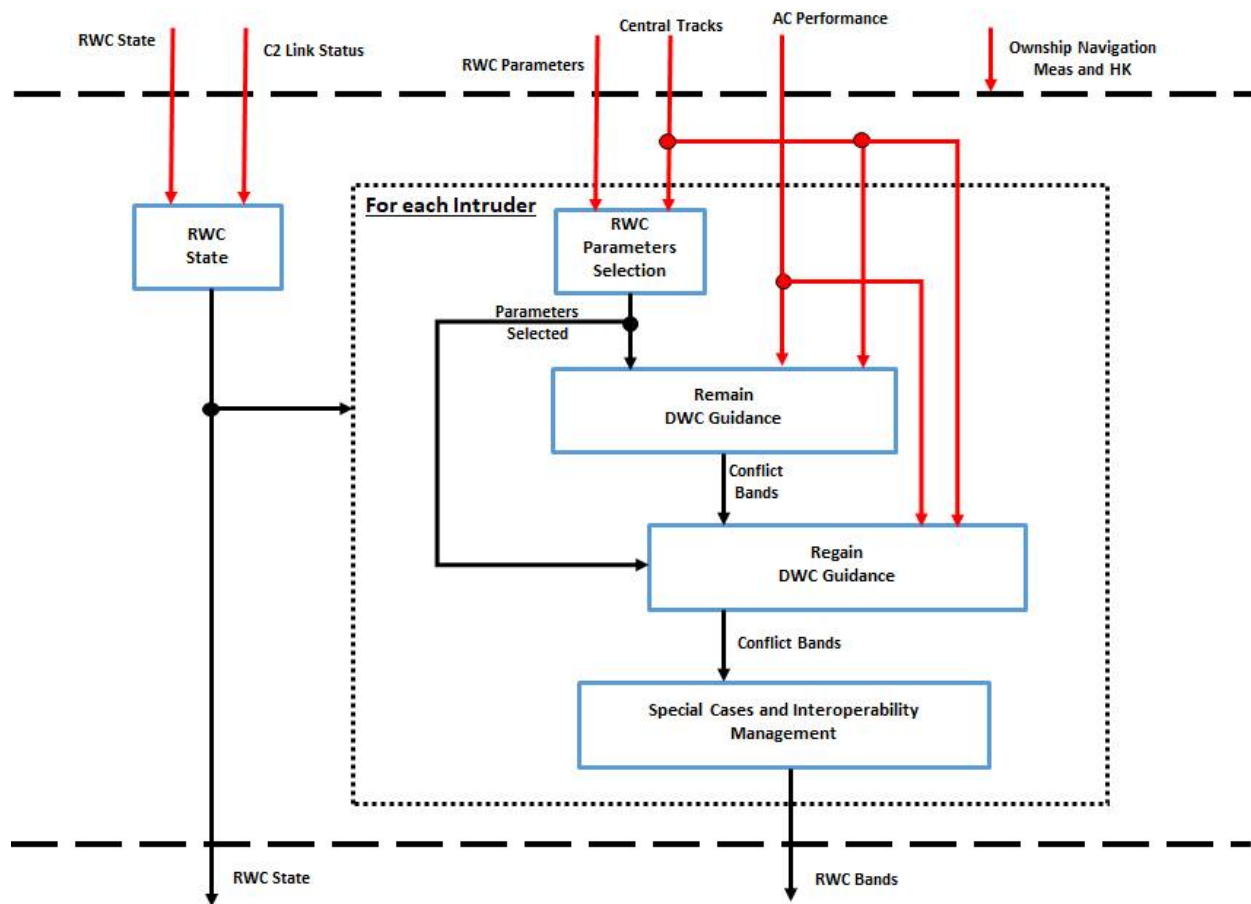 RWC State
C2 Link Status
RWC Parameters
Central Tracks
AC Performance
Ownship Navigation
Meas and HK
For each Intruder
RWC
State
RWC
Parameters
Selection
Parameters
Selected
Remain
DWC Guidance
Conflict
Bands
Regain
DWC Guidance
Conflict Bands
Special Cases and Interoperability
Management
RWC State
RWC Bands